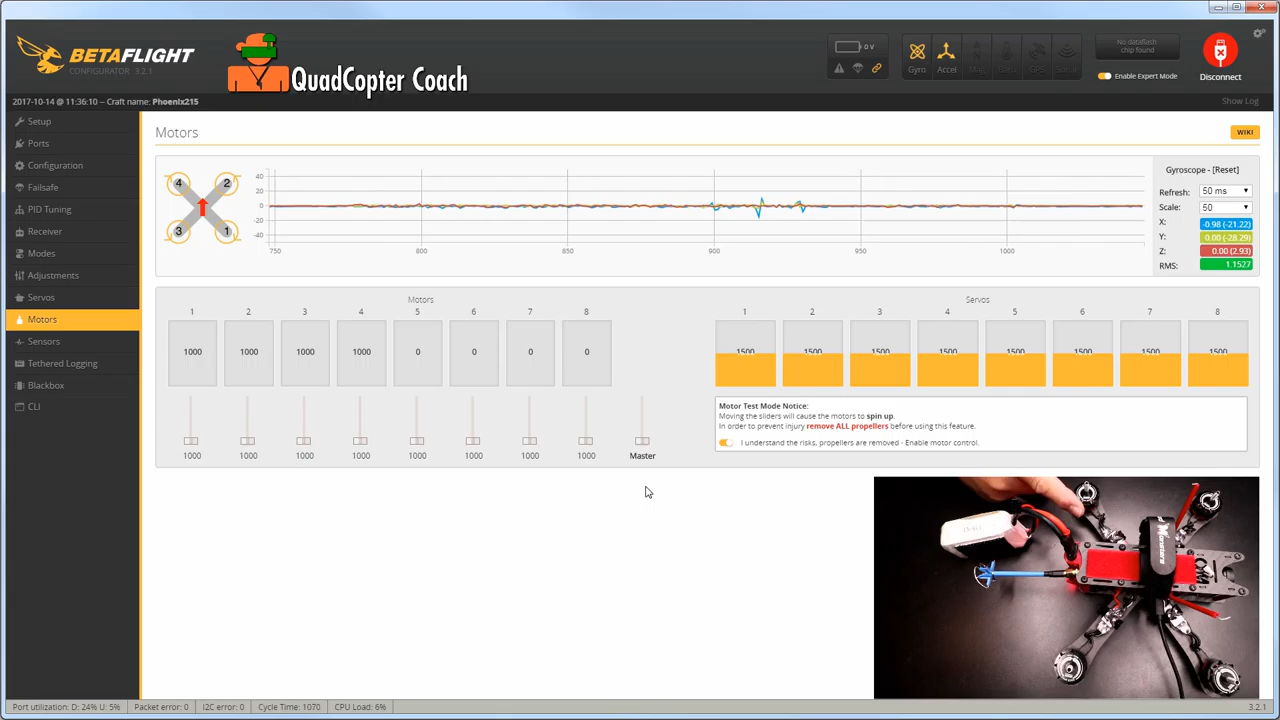 BETAFLIGHT
CONFIGURATOR 3.2.1
QuadCopter Coach
0 V
Gyro
Accel
Mag
Baro
GPS
Sonar
No dataflash
chip found
Enable Expert Mode
Disconnect
2017-10-14 @ 11:36:10 -- Craft name: Phoenix215
Show Log
Setup
Ports
Configuration
Failsafe
PID Tuning
Receiver
Modes
Adjustments
Servos
Motors
Sensors
Tethered Logging
Blackbox
CLI
Motors
WIKI
4
2
3
1
40
20
0
-20
-40
750
800
850
900
950
1000
Gyroscope - [Reset]
Refresh: 50 ms
Scale: 50
X: -0.98 (-21.22)
Y: 0.00 (-28.29)
Z: 0.00 (2.93)
RMS: 1.1527
Motors
1 2 3 4 5 6 7 8
1000 1000 1000 1000 0 0 0 0
1000 1000 1000 1000 1000 1000 1000 1000 Master
Servos
1 2 3 4 5 6 7 8
1500 1500 1500 1500 1500 1500 1500 1500
Motor Test Mode Notice:
Moving the sliders will cause the motors to spin up.
In order to prevent injury remove ALL propellers before using this feature.
I understand the risks, propellers are removed - Enable motor control.
Port utilization: D: 24% U: 5%
Packet error: 0
I2C error: 0
Cycle Time: 1070
CPU Load: 6%
3.2.1